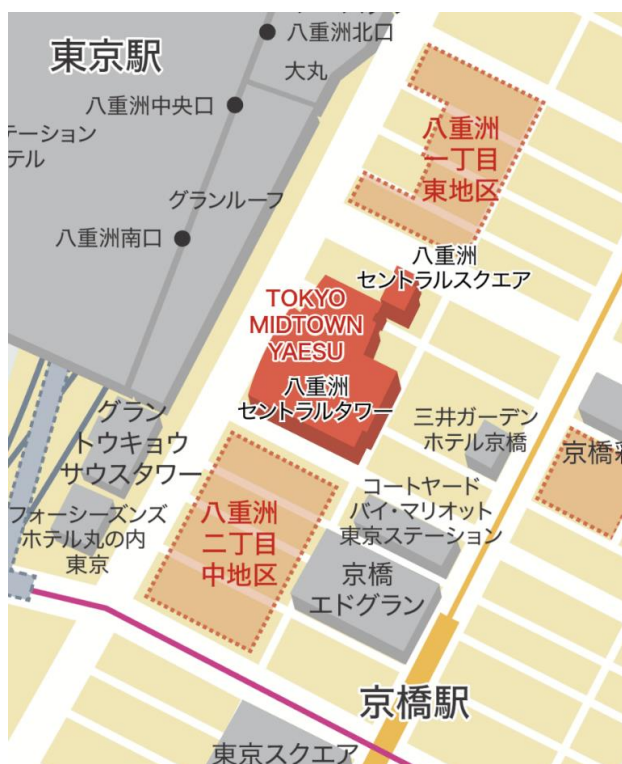 八重洲北口
東京駅
大丸
八重洲中央口
テーション
テル
八重洲
一丁目
東地区
グランルーフ
八重洲南口
八重洲
セントラルスクエア
TOKYO
MIDTOWN
YAESU
八重洲
セントラルタワー
グラン
トウキョウ
サウスタワー
三井ガーデン
ホテル京橋
京橋彩
フォーシーズンズ
ホテル丸の内
東京
八重洲
二丁目
中地区
コートヤード
バイ・マリオット
東京ステーション
京橋
エドグラン
京橋駅
東京スクエア